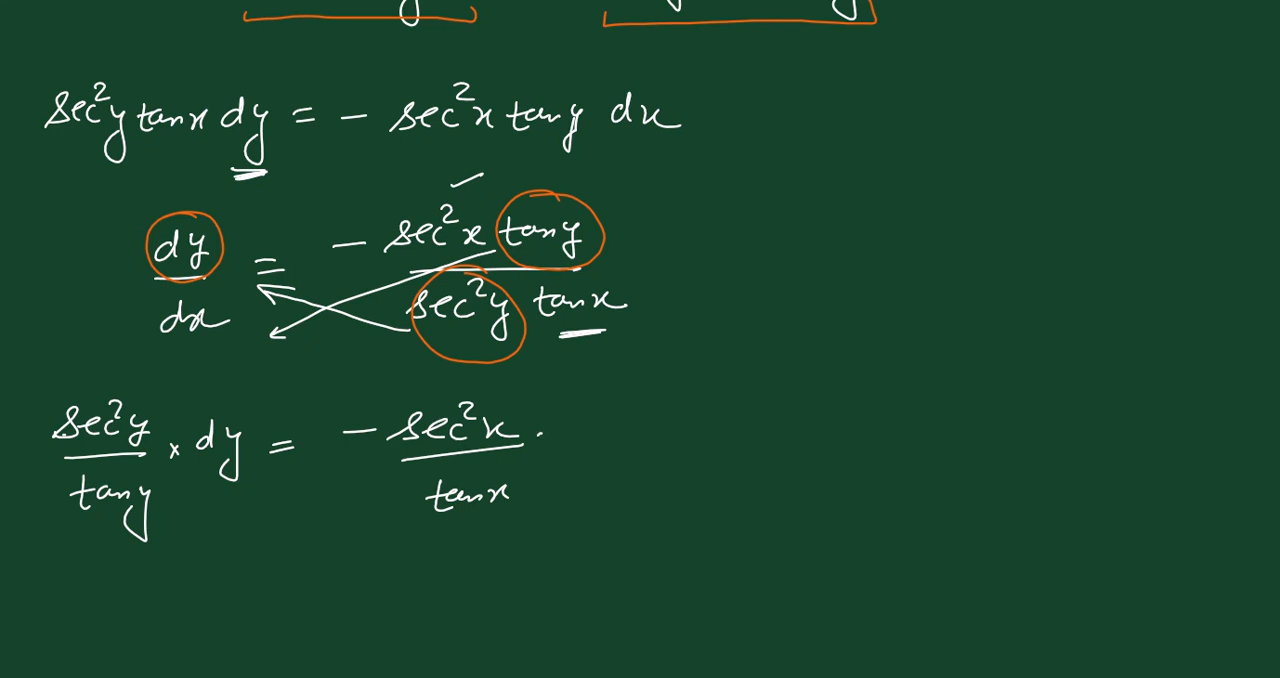 sec²y tanx dy = - sec²x tany dx
dy/dx = - sec²x tany / sec²y tanx
sec²y/tany × dy = - sec²x/tanx .